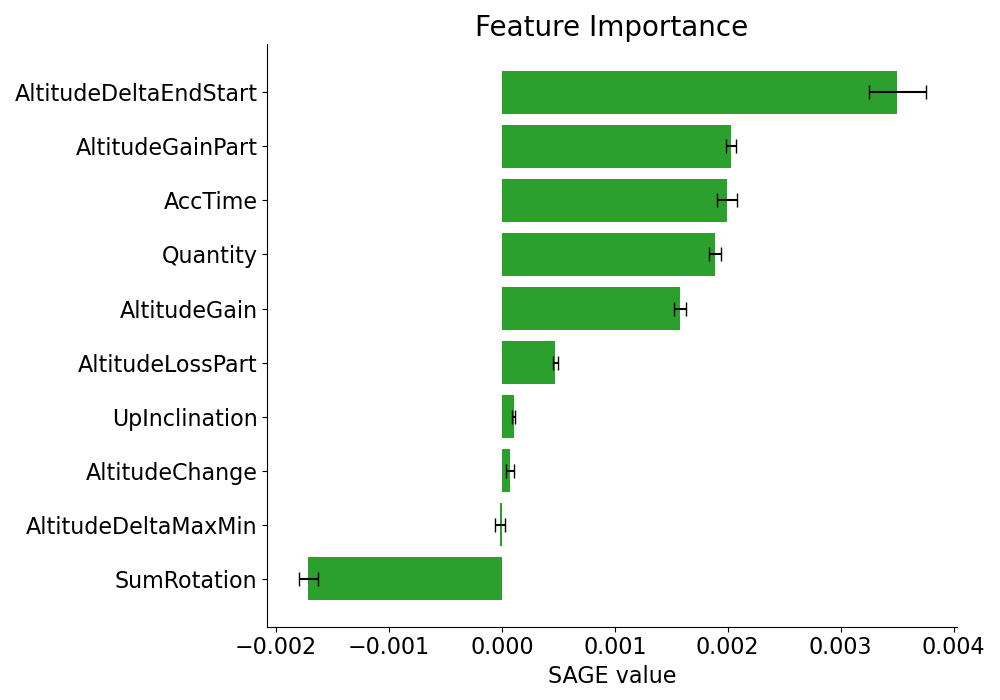 Feature Importance
AltitudeDeltaEndStart
AltitudeGainPart
AccTime
Quantity
AltitudeGain
AltitudeLossPart
UpInclination
AltitudeChange
AltitudeDeltaMaxMin
SumRotation
−0.002 −0.001 0.000 0.001 0.002 0.003 0.004
SAGE value